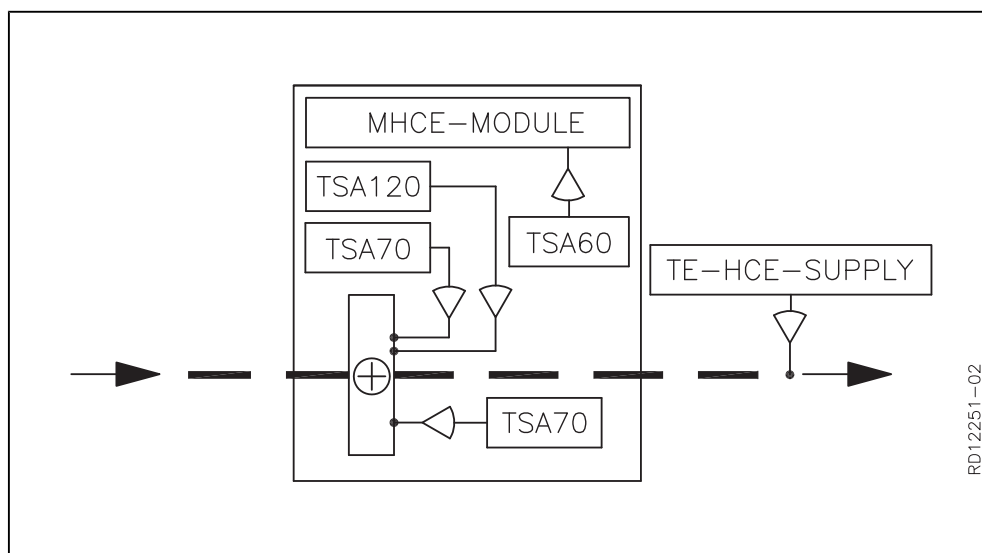 MHCE-MODULE
TSA120
TSA70
TSA60
TE-HCE-SUPPLY
TSA70
RD12251-02